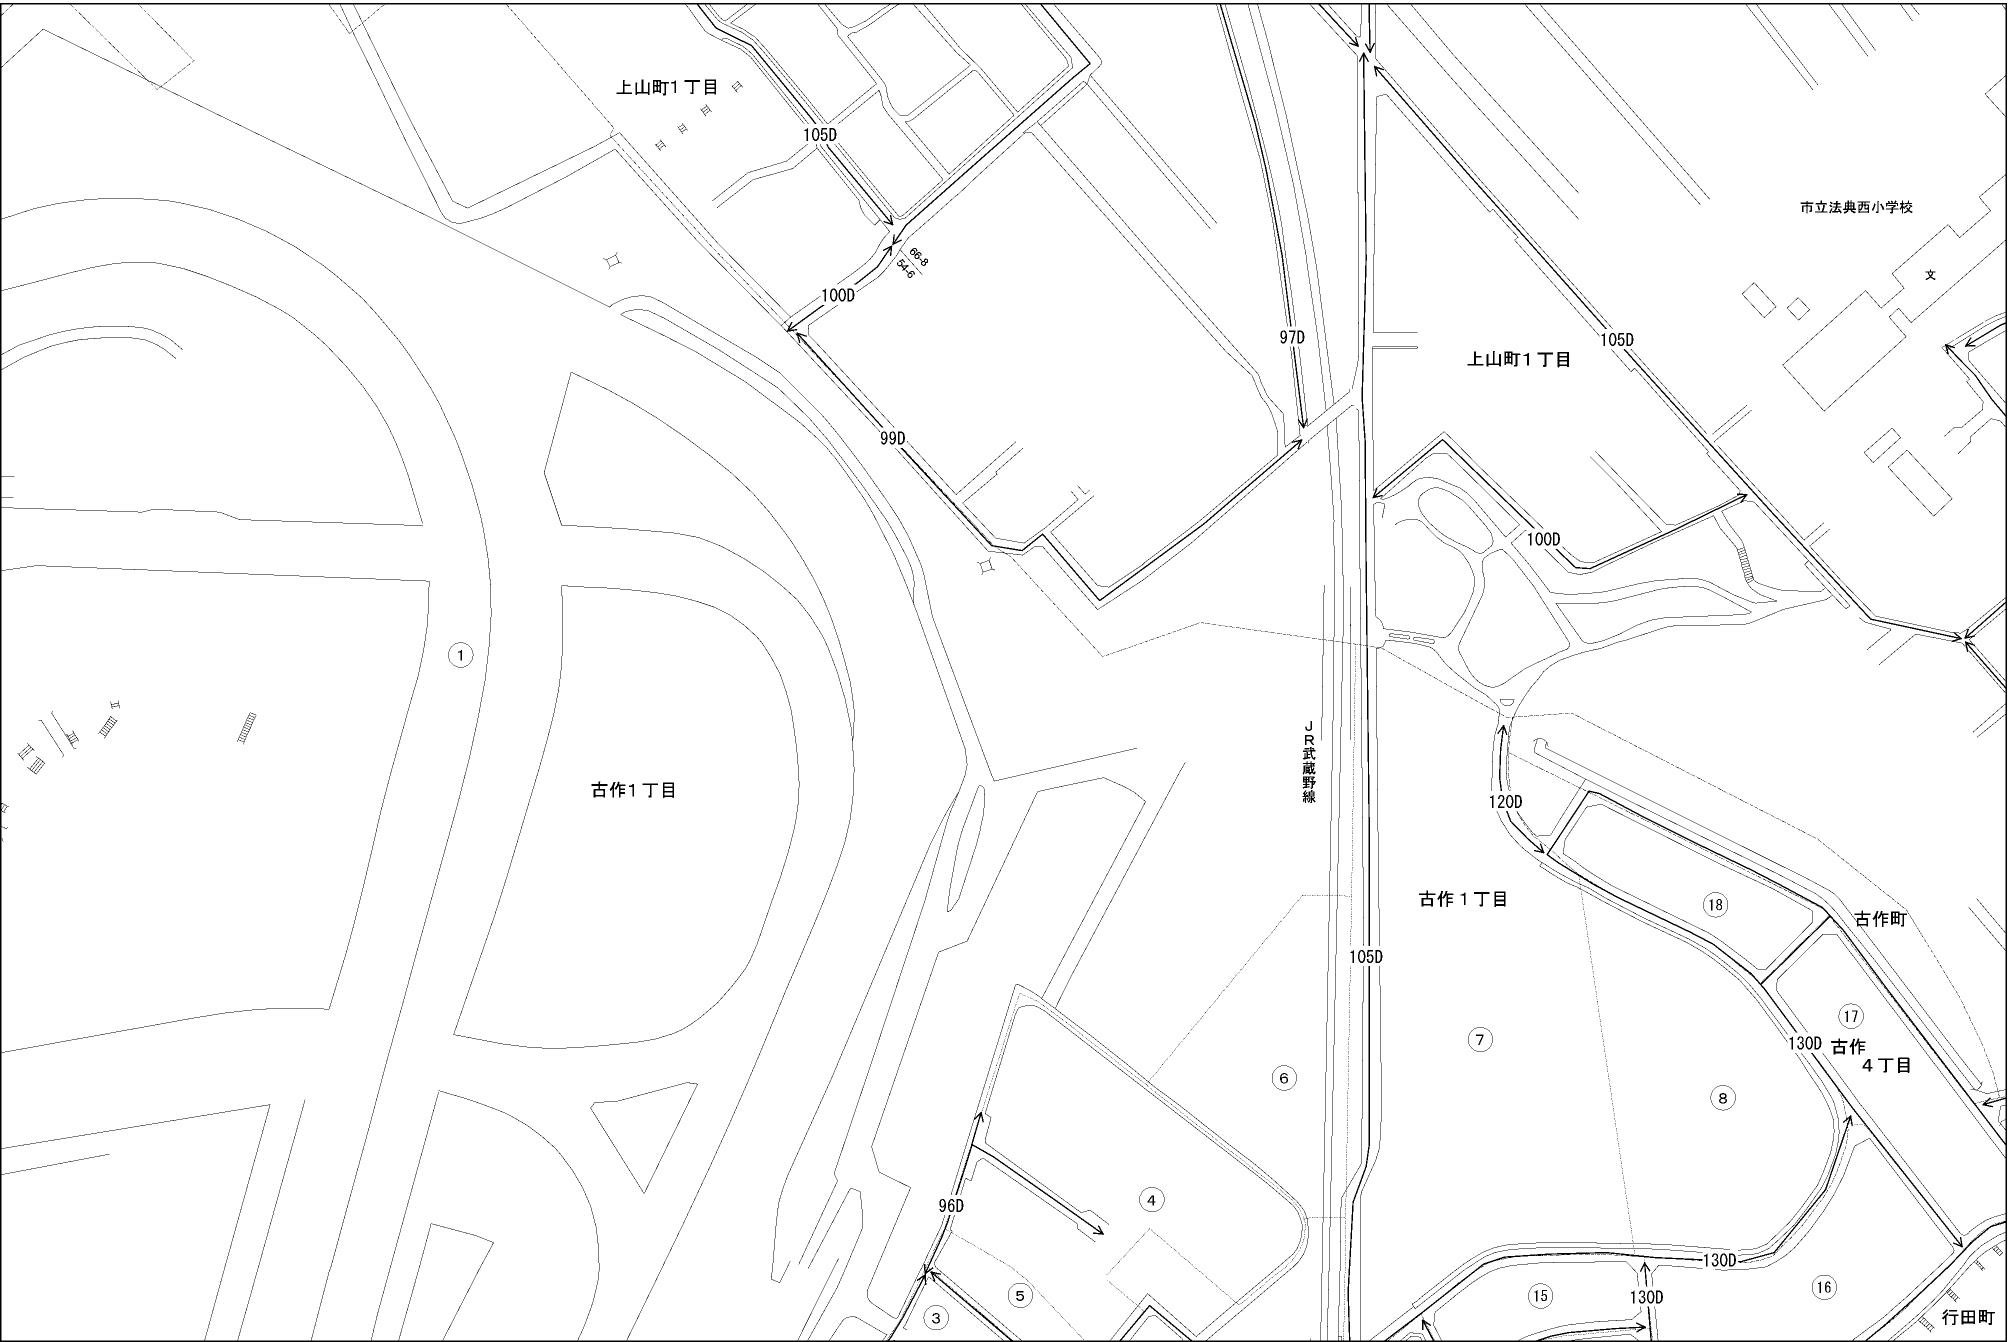 上山町1丁目
105D
市立法典西小学校
66-8
54-6
文
100D
97D
105D
上山町1丁目
99D
100D
1
JR武蔵野線
古作1丁目
120D
古作1丁目
18
古作町
105D
17
130D
古作
4丁目
7
6
8
4
96D
130D
5
15
130D
16
3
行田町